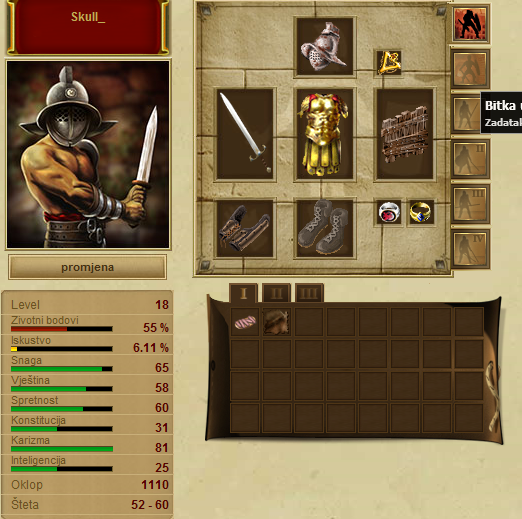 Skull_
Bitka u
Zadatak
promjena
I II III
Level 18
Životni bodovi 55 %
Iskustvo 6.11 %
Snaga 65
Vještina 58
Spretnost 60
Konstitucija 31
Karizma 81
Inteligencija 25
Oklop 1110
Šteta 52 - 60